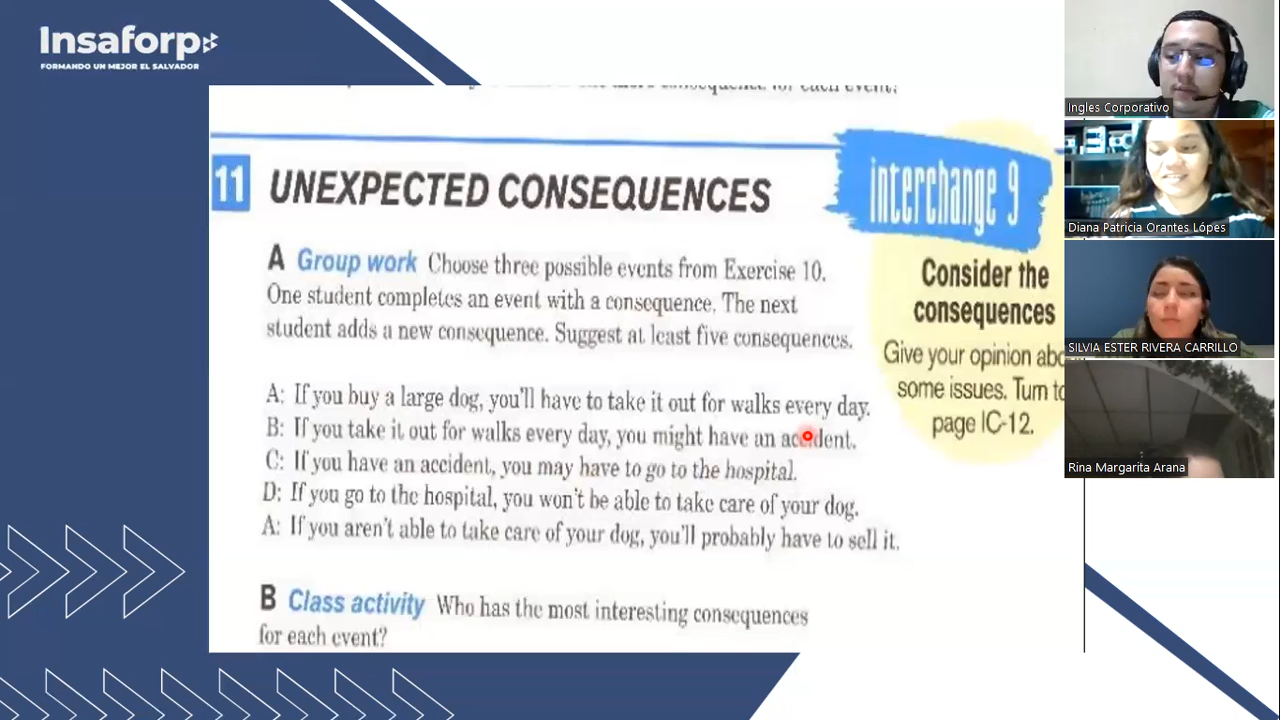 Insaforp
FORMANDO UN MEJOR EL SALVADOR
consequence for each event?
11 UNEXPECTED CONSEQUENCES
interchange 9
A Group work Choose three possible events from Exercise 10.
One student completes an event with a consequence. The next
student adds a new consequence. Suggest at least five consequences.
A: If you buy a large dog, you'll have to take it out for walks every day.
B: If you take it out for walks every day, you might have an accident.
C: If you have an accident, you may have to go to the hospital.
D: If you go to the hospital, you won't be able to take care of your dog.
A: If you aren't able to take care of your dog, you'll probably have to sell it.
B Class activity Who has the most interesting consequences
for each event?
Consider the
consequences
Give your opinion abo
some issues. Turn to
page IC-12.
Ingles Corporativo
Diana Patricia Orantes Lópes
SILVIA ESTER RIVERA CARRILLO
Rina Margarita Arana